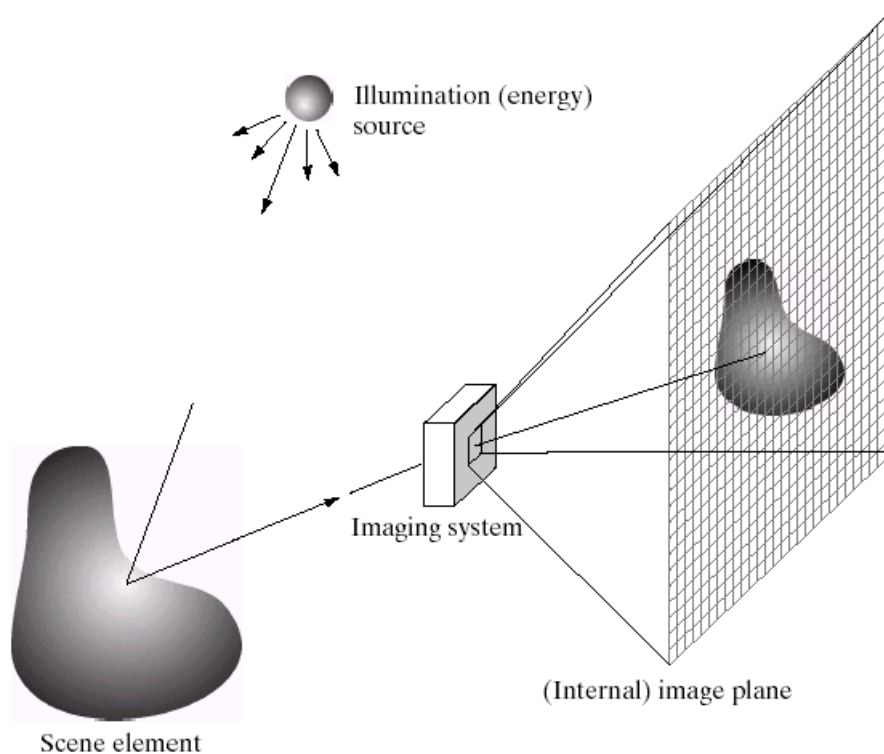 Illumination (energy)
source
Imaging system
(Internal) image plane
Scene element